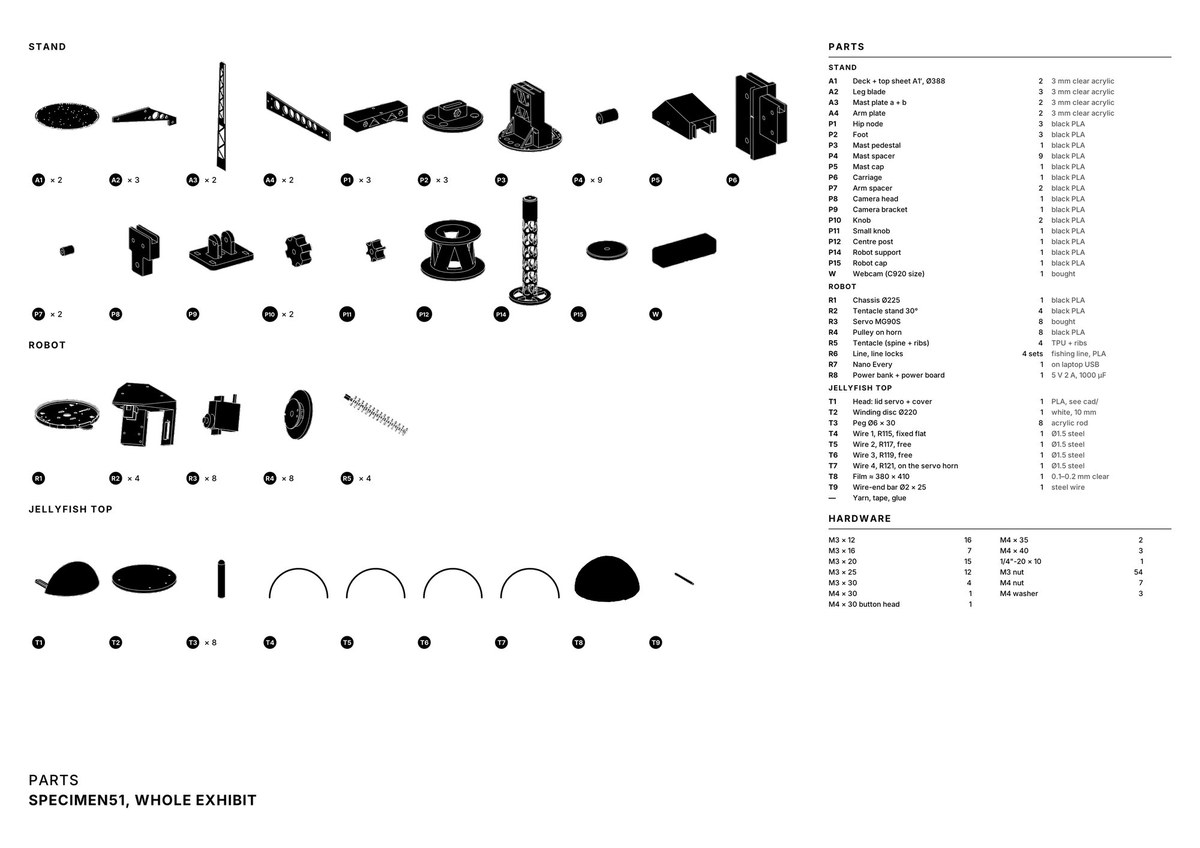 STAND
A1 × 2 A2 × 3 A3 × 2 A4 × 2 P1 × 3 P2 × 3 P3 P4 × 9 P5 P6
P7 × 2 P8 P9 P10 × 2 P11 P12 P14 P15 W
ROBOT
R1 R2 × 4 R3 × 8 R4 × 8 R5 × 4
JELLYFISH TOP
T1 T2 T3 × 8 T4 T5 T6 T7 T8 T9
PARTS
SPECIMEN51, WHOLE EXHIBIT
PARTS
STAND
A1 Deck + top sheet A1', Ø388 2 3 mm clear acrylic
A2 Leg blade 3 3 mm clear acrylic
A3 Mast plate a + b 2 3 mm clear acrylic
A4 Arm plate 2 3 mm clear acrylic
P1 Hip node 3 black PLA
P2 Foot 3 black PLA
P3 Mast pedestal 1 black PLA
P4 Mast spacer 9 black PLA
P5 Mast cap 1 black PLA
P6 Carriage 1 black PLA
P7 Arm spacer 2 black PLA
P8 Camera head 1 black PLA
P9 Camera bracket 1 black PLA
P10 Knob 2 black PLA
P11 Small knob 1 black PLA
P12 Centre post 1 black PLA
P14 Robot support 1 black PLA
P15 Robot cap 1 black PLA
W Webcam (C920 size) 1 bought
ROBOT
R1 Chassis Ø225 1 black PLA
R2 Tentacle stand 30° 4 black PLA
R3 Servo MG90S 8 bought
R4 Pulley on horn 8 black PLA
R5 Tentacle (spine + ribs) 4 TPU + ribs
R6 Line, line locks 4 sets fishing line, PLA
R7 Nano Every 1 on laptop USB
R8 Power bank + power board 1 5 V 2 A, 1000 µF
JELLYFISH TOP
T1 Head: lid servo + cover 1 PLA, see cad/
T2 Winding disc Ø220 1 white, 10 mm
T3 Peg Ø6 × 30 8 acrylic rod
T4 Wire 1, R115, fixed flat 1 Ø1.5 steel
T5 Wire 2, R117, free 1 Ø1.5 steel
T6 Wire 3, R119, free 1 Ø1.5 steel
T7 Wire 4, R121, on the servo horn 1 Ø1.5 steel
T8 Film ≈ 380 × 410 1 0.1–0.2 mm clear
T9 Wire-end bar Ø2 × 25 1 steel wire
— Yarn, tape, glue
HARDWARE
M3 × 12 16 M4 × 35 2
M3 × 16 7 M4 × 40 3
M3 × 20 15 1/4"-20 × 10 1
M3 × 25 12 M3 nut 54
M3 × 30 4 M4 nut 7
M4 × 30 1 M4 washer 3
M4 × 30 button head 1